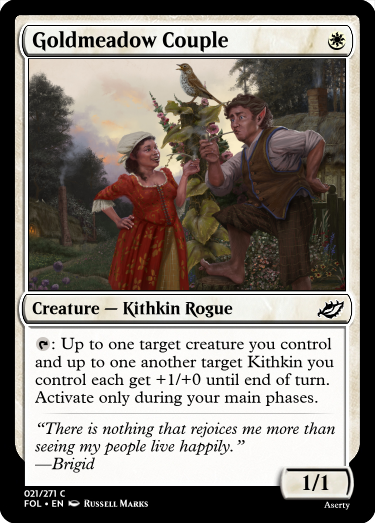 Goldmeadow Couple
Creature — Kithkin Rogue
: Up to one target creature you control
and up to one another target Kithkin you
control each get +1/+0 until end of turn.
Activate only during your main phases.
“There is nothing that rejoices me more than
seeing my people live happily.”
—Brigid
1/1
021/271 C
FOL • EN Russell Marks
Aserty